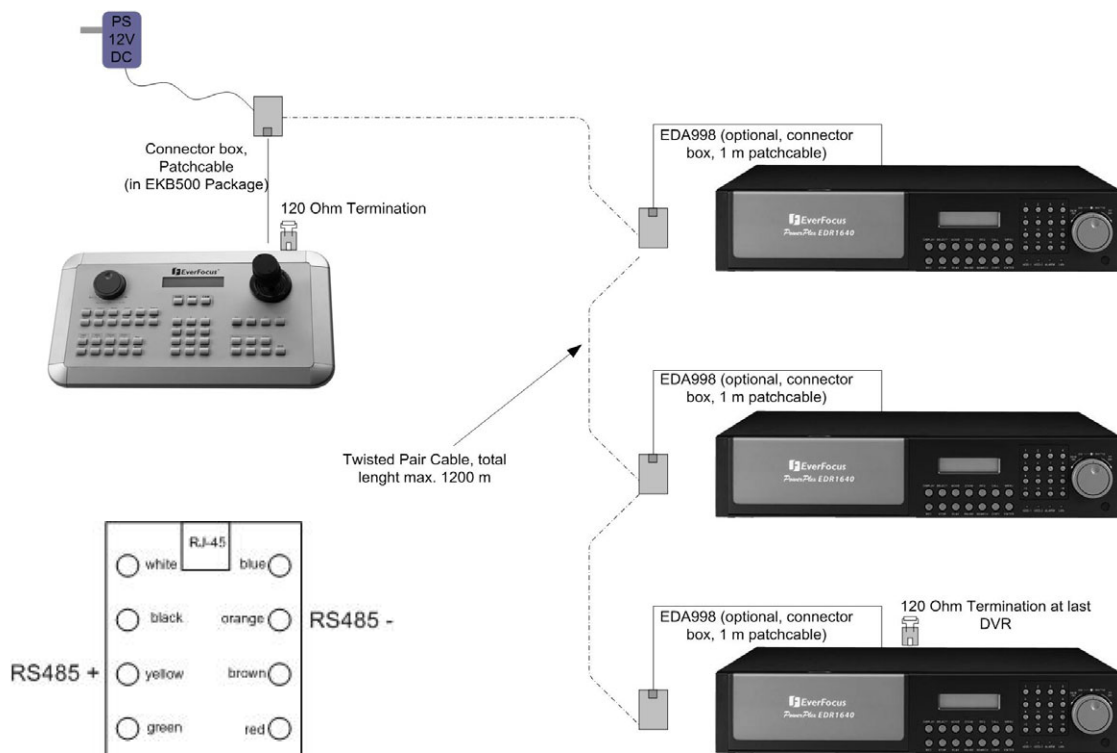 PS
12V
DC
Connector box,
Patchcable
(in EKB500 Package)
120 Ohm Termination
EverFocus
EDA998 (optional, connector
box, 1 m patchcable)
EverFocus
PowerPlus EDR1640
EDA998 (optional, connector
box, 1 m patchcable)
EverFocus
PowerPlus EDR1640
Twisted Pair Cable, total
lenght max. 1200 m
EDA998 (optional, connector
box, 1 m patchcable)
120 Ohm Termination at last
DVR
EverFocus
PowerPlus EDR1640
RJ-45
white blue
black orange RS485 -
RS485 + yellow brown
green red